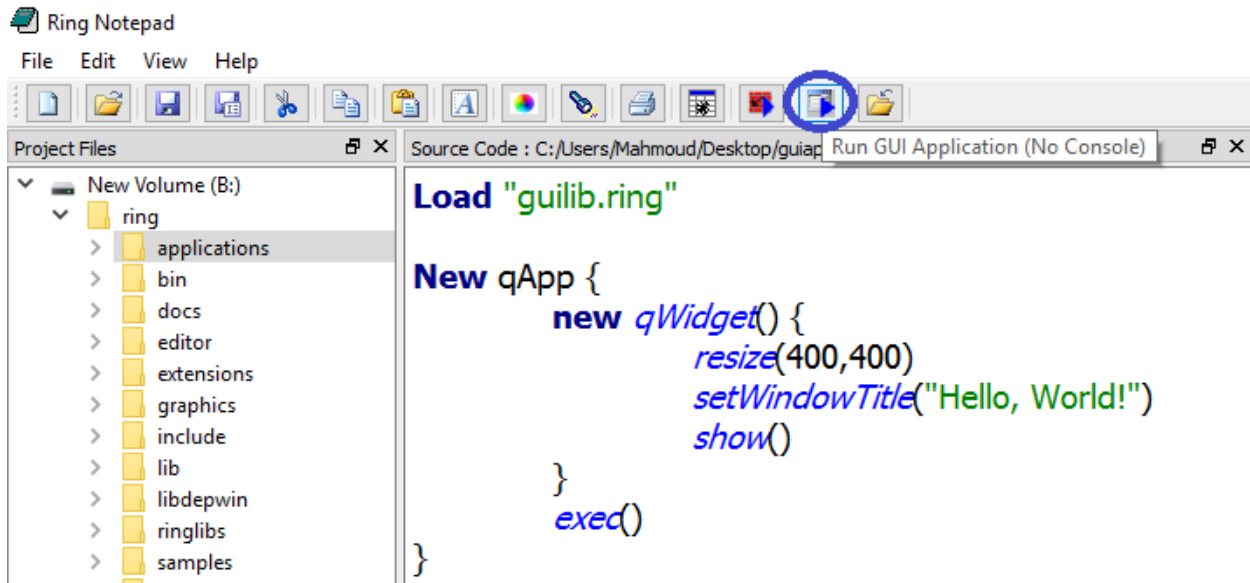 Ring Notepad
File Edit View Help
Project Files
Source Code : C:/Users/Mahmoud/Desktop/guiap
Run GUI Application (No Console)
New Volume (B:)
ring
applications
bin
docs
editor
extensions
graphics
include
lib
libdepwin
ringlibs
samples
Load "guilib.ring"
New qApp {
new qWidget() {
resize(400,400)
setWindowTitle("Hello, World!")
show()
}
exec()
}